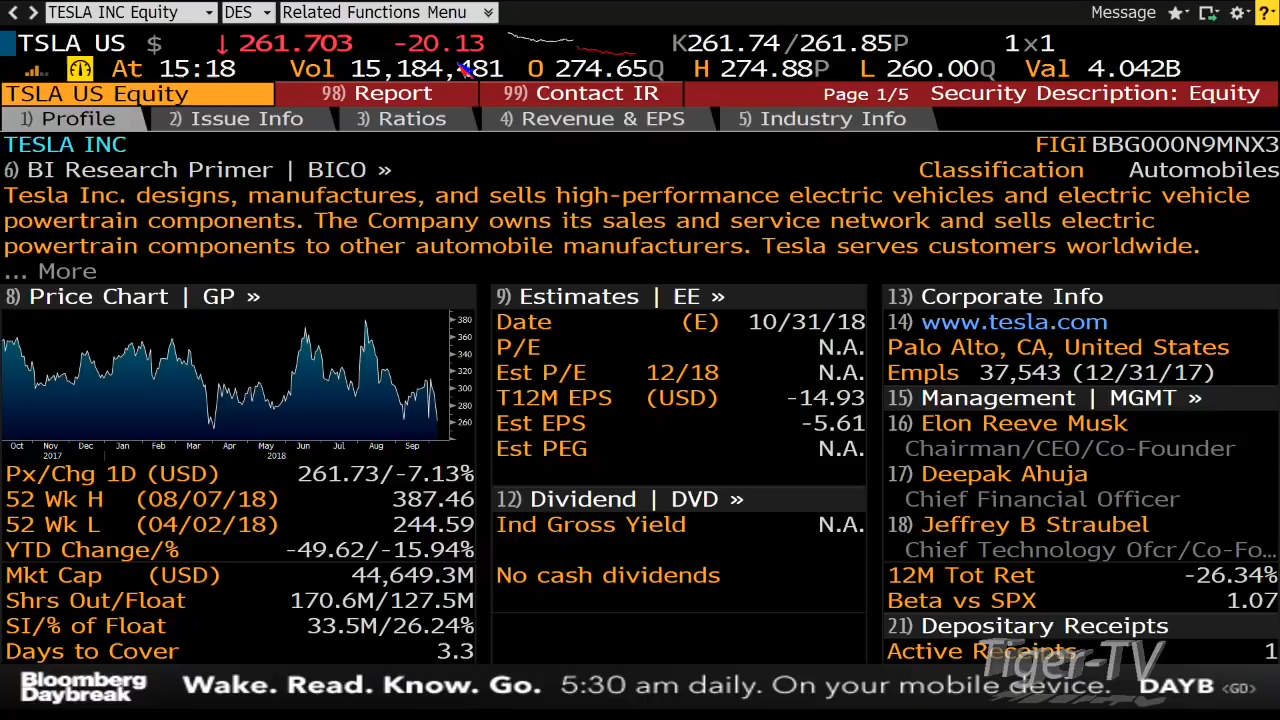 TESLA INC Equity DES Related Functions Menu Message
TSLA US $ ↓261.703 -20.13 K261.74/261.85P 1x1
At 15:18 Vol 15,184,481 O 274.65Q H 274.88P L 260.00Q Val 4.042B
TSLA US Equity 98) Report 99) Contact IR Page 1/5 Security Description: Equity
1) Profile 2) Issue Info 3) Ratios 4) Revenue & EPS 5) Industry Info
TESLA INC FIGI BBG000N9MNX3
6) BI Research Primer | BICO » Classification Automobiles
Tesla Inc. designs, manufactures, and sells high-performance electric vehicles and electric vehicle
powertrain components. The Company owns its sales and service network and sells electric
powertrain components to other automobile manufacturers. Tesla serves customers worldwide.
... More
8) Price Chart | GP »
380
360
340
320
300
280
260
Oct Nov Dec Jan Feb Mar Apr May Jun Jul Aug Sep
2017 2018
Px/Chg 1D (USD) 261.73/-7.13%
52 Wk H (08/07/18) 387.46
52 Wk L (04/02/18) 244.59
YTD Change/% -49.62/-15.94%
Mkt Cap (USD) 44,649.3M
Shrs Out/Float 170.6M/127.5M
SI/% of Float 33.5M/26.24%
Days to Cover 3.3
9) Estimates | EE »
Date (E) 10/31/18
P/E N.A.
Est P/E 12/18 N.A.
T12M EPS (USD) -14.93
Est EPS -5.61
Est PEG N.A.
12) Dividend | DVD »
Ind Gross Yield N.A.
No cash dividends
13) Corporate Info
14) www.tesla.com
Palo Alto, CA, United States
Empls 37,543 (12/31/17)
15) Management | MGMT »
16) Elon Reeve Musk
Chairman/CEO/Co-Founder
17) Deepak Ahuja
Chief Financial Officer
18) Jeffrey B Straubel
Chief Technology Ofcr/Co-Fo...
12M Tot Ret -26.34%
Beta vs SPX 1.07
21) Depositary Receipts
Active Receipts 1
Tiger-TV
Bloomberg
Daybreak
Wake. Read. Know. Go. 5:30 am daily. On your mobile device. DAYB <GO>